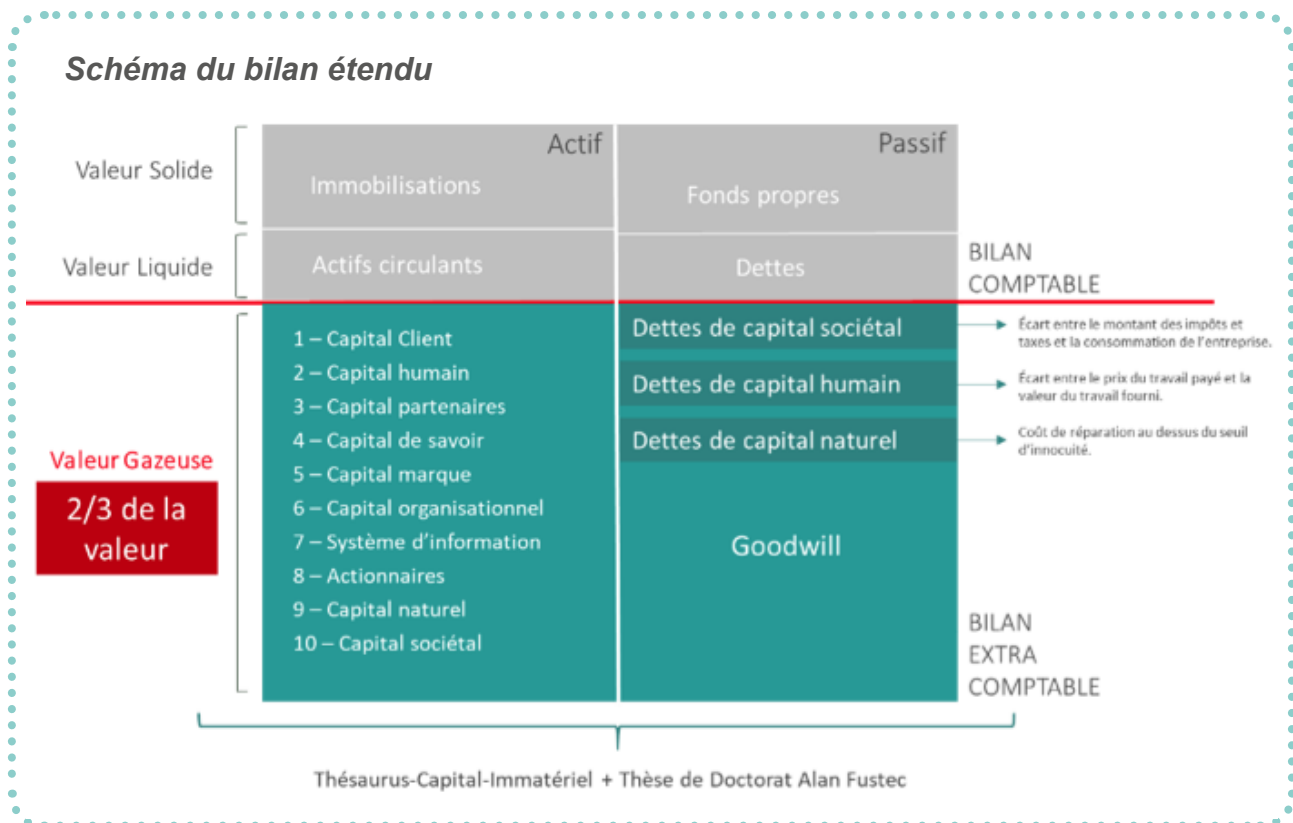 Schéma du bilan étendu
Actif
Passif
Valeur Solide
Immobilisations
Fonds propres
Valeur Liquide
Actifs circulants
Dettes
BILAN
COMPTABLE
1 – Capital Client
2 – Capital humain
3 – Capital partenaires
4 – Capital de savoir
5 – Capital marque
6 – Capital organisationnel
7 – Système d'information
8 – Actionnaires
9 – Capital naturel
10 – Capital sociétal
Dettes de capital sociétal
Écart entre le montant des impôts et
taxes et la consommation de l'entreprise.
Dettes de capital humain
Écart entre le prix du travail payé et la
valeur du travail fourni.
Dettes de capital naturel
Coût de réparation au dessus du seuil
d'innocuité.
Valeur Gazeuse
2/3 de la
valeur
Goodwill
BILAN
EXTRA
COMPTABLE
Thésaurus-Capital-Immatériel + Thèse de Doctorat Alan Fustec